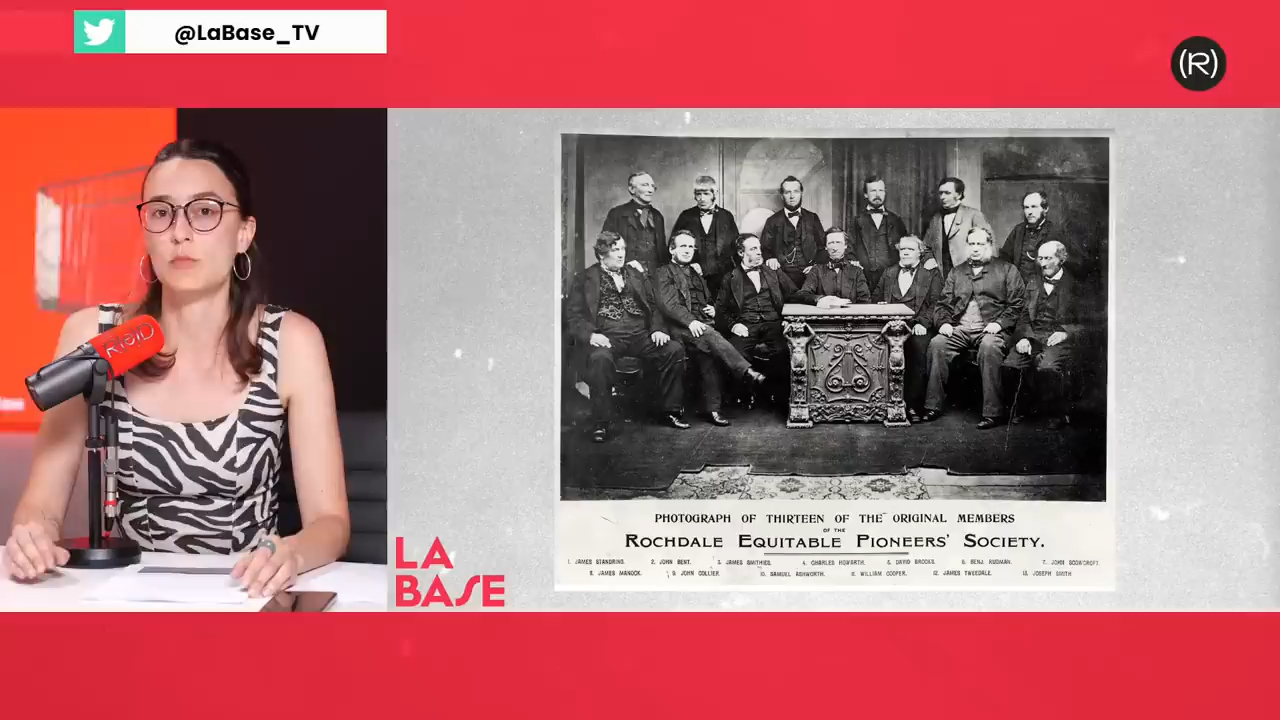 @LaBase_TV
(R)
RED
LA
BASE
PHOTOGRAPH OF THIRTEEN OF THE ORIGINAL MEMBERS
OF THE
ROCHDALE EQUITABLE PIONEERS' SOCIETY.
1. JAMES STANDRING. 2. JOHN BENT. 3. JAMES SMITHIES. 4. CHARLES HOWARTH. 5. DAVID BROOKS. 6. BENJ. RUDMAN. 7. JOHN SCOWCROFT.
8. JAMES MANOCK. 9. JOHN COLLIER. 10. SAMUEL ASHWORTH. 11. WILLIAM COOPER. 12. JAMES TWEEDALE. 13. JOSEPH SMITH